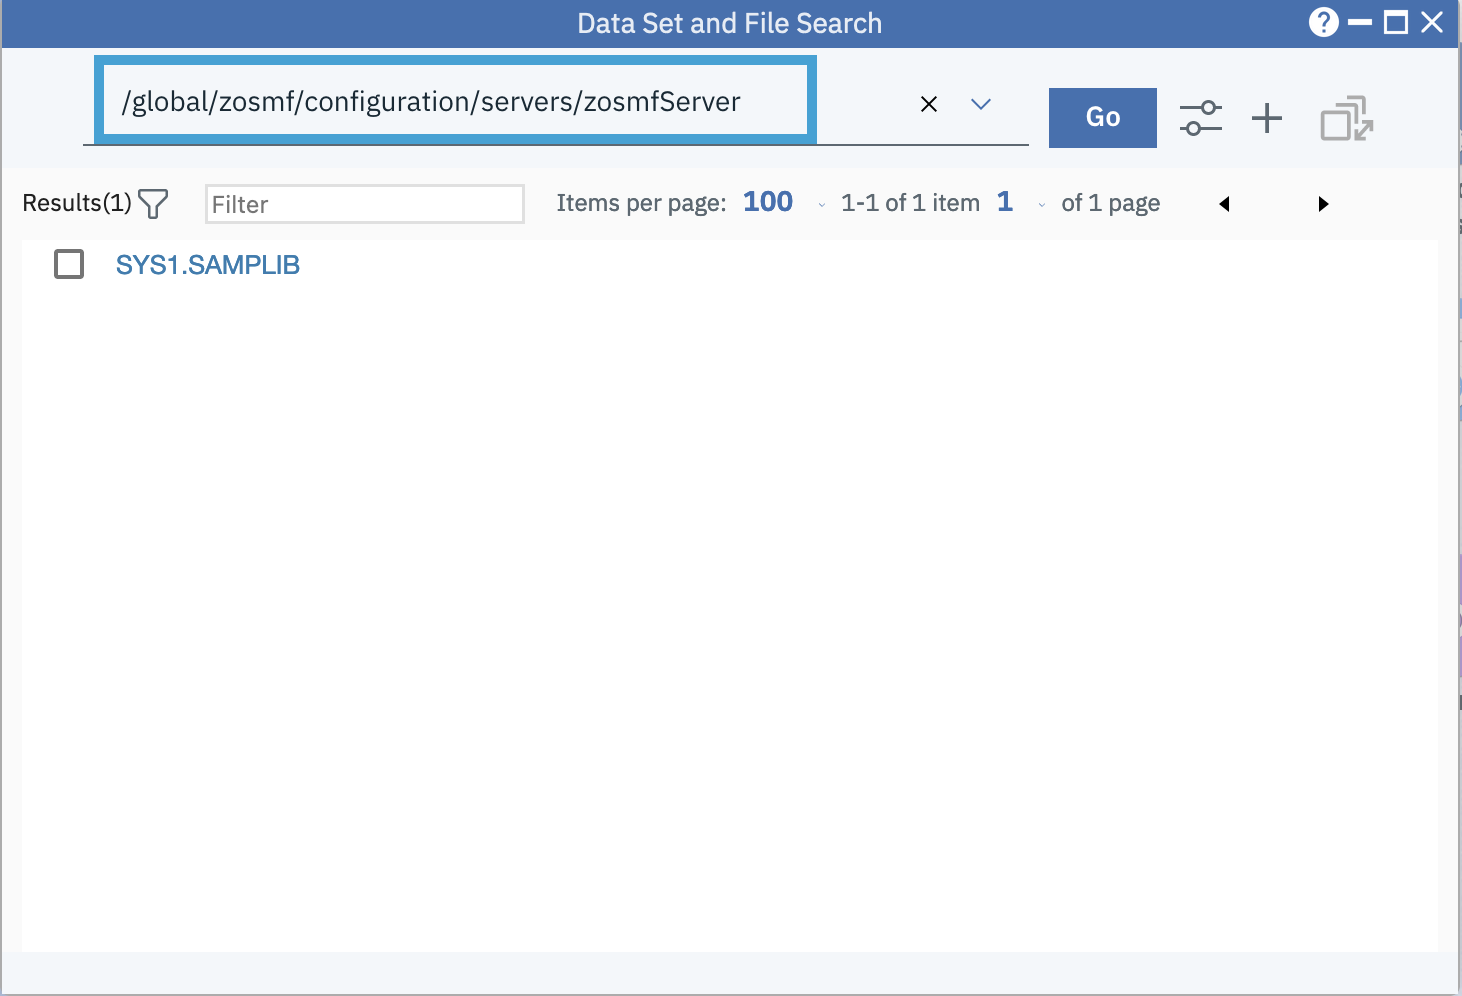 Data Set and File Search
/global/zosmf/configuration/servers/zosmfServer
Go
Results(1) Filter Items per page: 100 1-1 of 1 item 1 of 1 page
SYS1.SAMPLIB